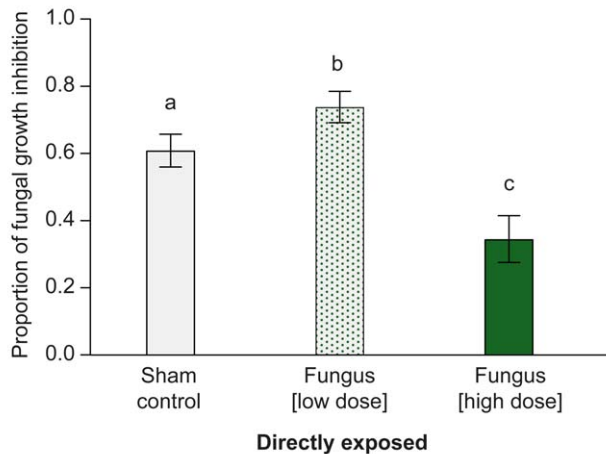 Proportion of fungal growth inhibition
1.0
0.8
0.6
0.4
0.2
0.0
a
b
c
Sham
control
Fungus
[low dose]
Fungus
[high dose]
Directly exposed